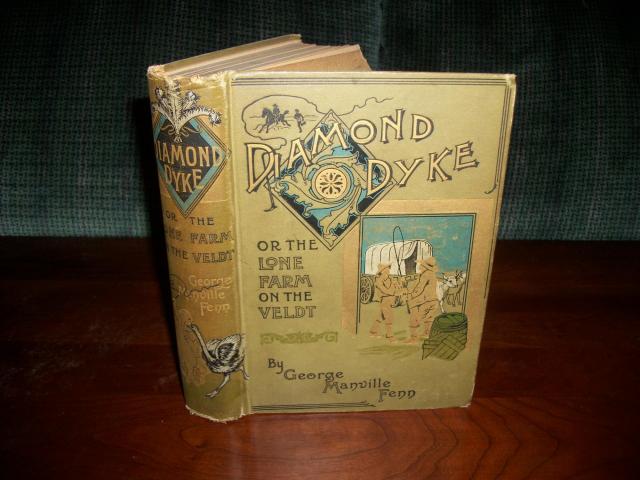 DIAMOND
DYKE
OR THE
LONE FARM
ON THE VELDT
George
Manville
Fenn
DIAMOND
DYKE
OR THE
LONE
FARM
ON THE
VELDT
By
George
Manville
Fenn